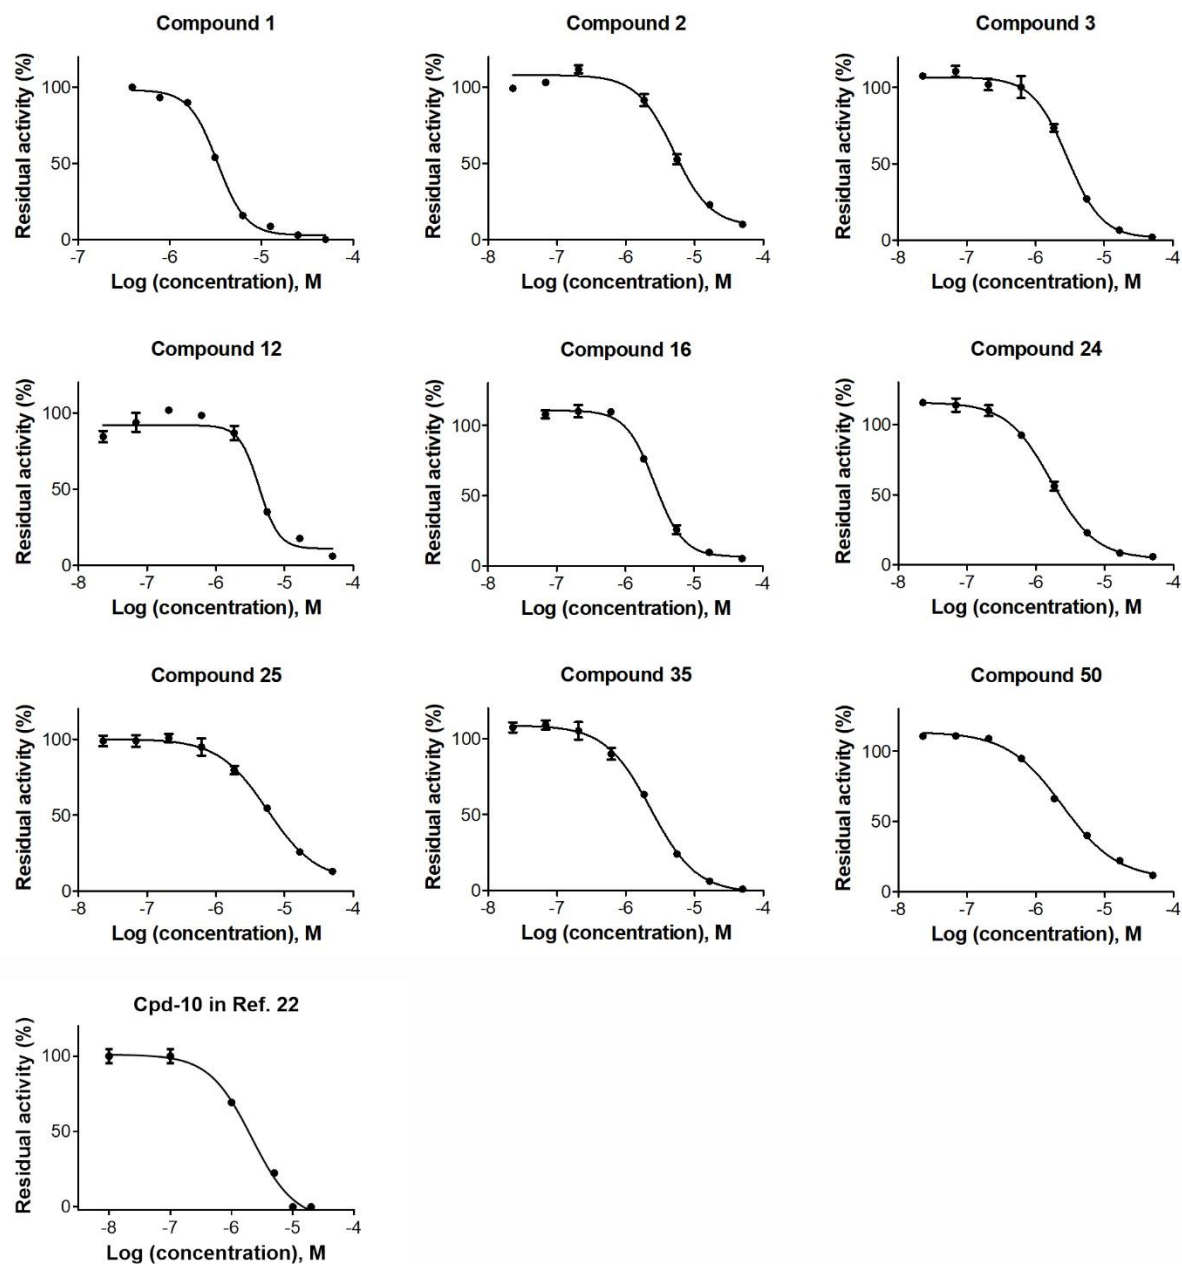 Compound 1
Residual activity (%)
100
50
0
-7 -6 -5 -4
Log (concentration), M
Compound 2
Residual activity (%)
100
50
0
-8 -7 -6 -5 -4
Log (concentration), M
Compound 3
Residual activity (%)
100
50
0
-8 -7 -6 -5 -4
Log (concentration), M
Compound 12
Residual activity (%)
100
50
0
-8 -7 -6 -5 -4
Log (concentration), M
Compound 16
Residual activity (%)
100
50
0
-8 -7 -6 -5 -4
Log (concentration), M
Compound 24
Residual activity (%)
100
50
0
-8 -7 -6 -5 -4
Log (concentration), M
Compound 25
Residual activity (%)
100
50
0
-8 -7 -6 -5 -4
Log (concentration), M
Compound 35
Residual activity (%)
100
50
0
-8 -7 -6 -5 -4
Log (concentration), M
Compound 50
Residual activity (%)
100
50
0
-8 -7 -6 -5 -4
Log (concentration), M
Cpd-10 in Ref. 22
Residual activity (%)
100
50
0
-8 -7 -6 -5 -4
Log (concentration), M